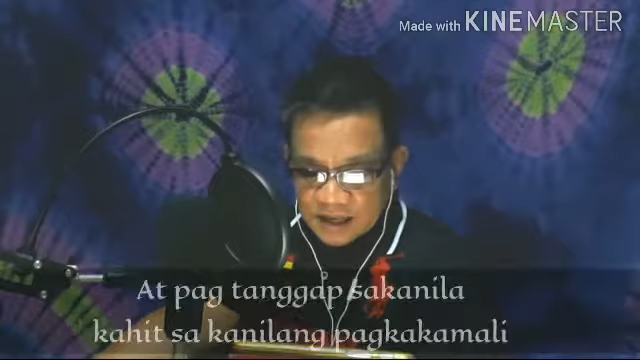 Made with KINEMASTER
At pag tanggap sakanila
kahit sa kanilang pagkakamali